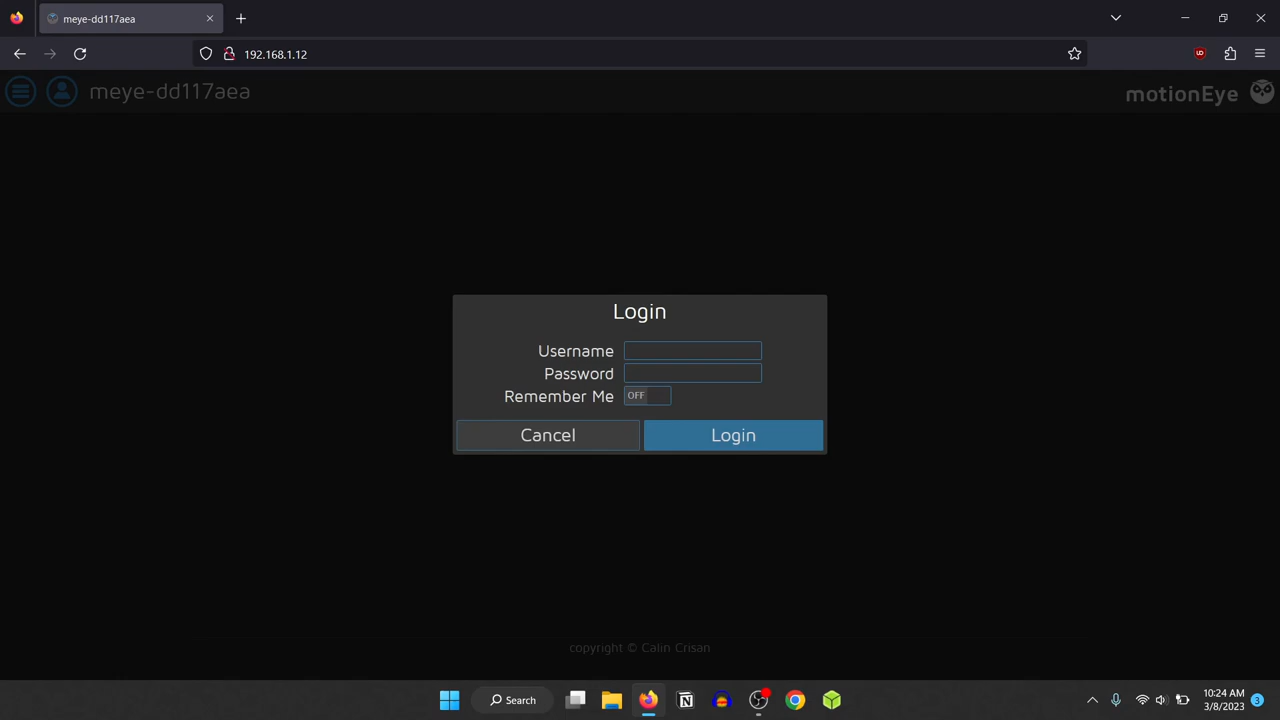 meye-dd117aea
192.168.1.12
meye-dd117aea
motionEye
Login
Username
Password
Remember Me OFF
Cancel Login
copyright © Calin Crisan
Search
10:24 AM
3/8/2023
3